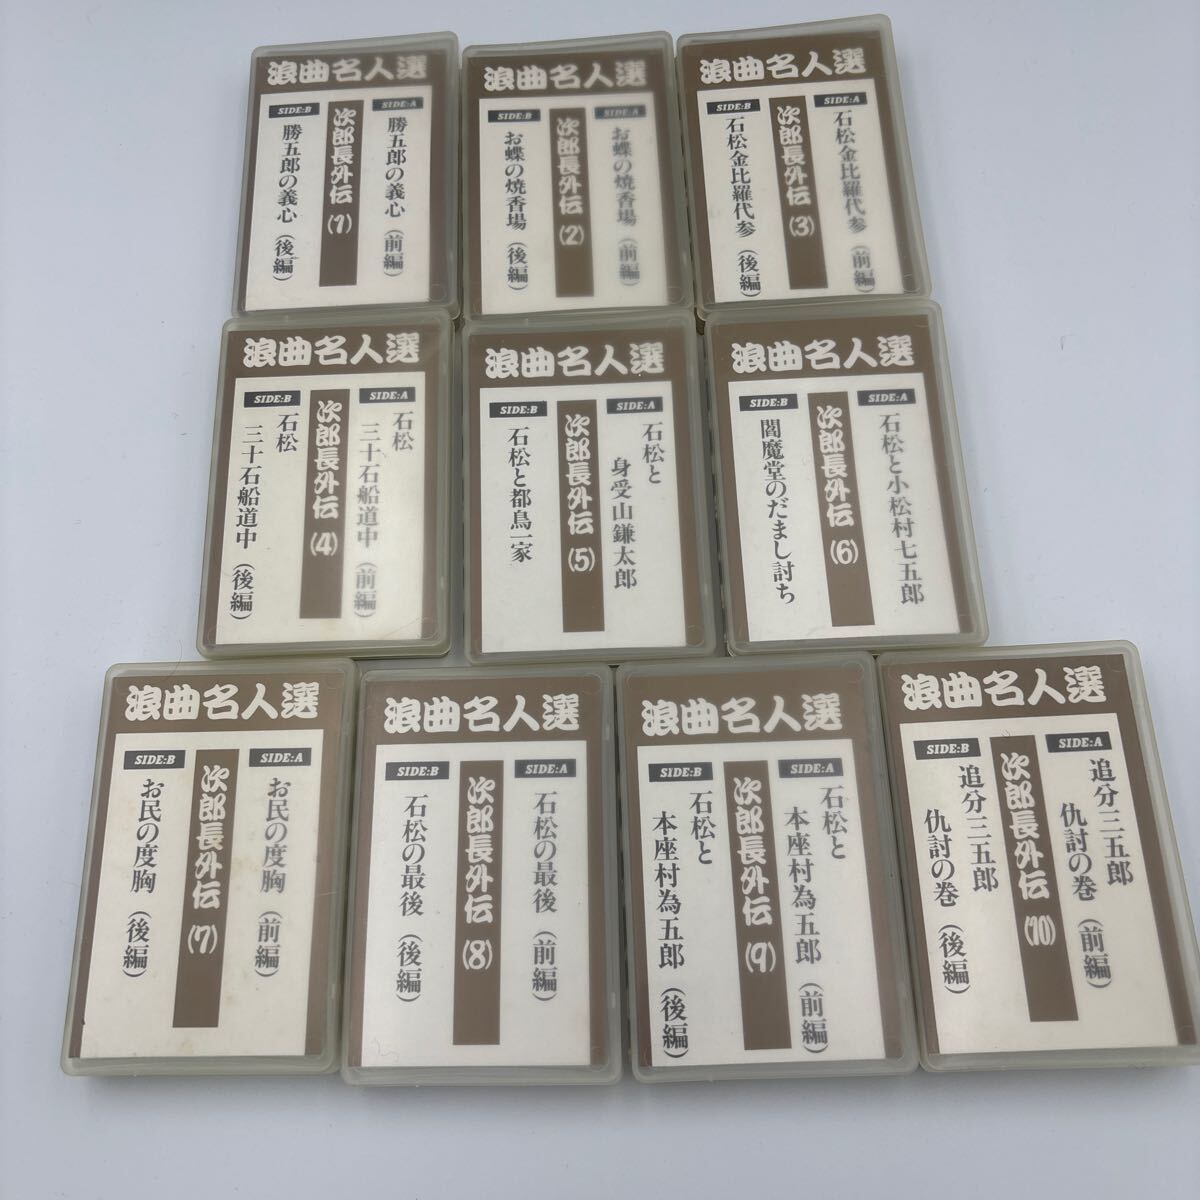 浪曲名人選
SIDE:A
勝五郎の義心（前編）
次郎長外伝(1)
SIDE:B
勝五郎の義心（後編）
浪曲名人選
SIDE:A
お蝶の焼香場（前編）
次郎長外伝(2)
SIDE:B
お蝶の焼香場（後編）
浪曲名人選
SIDE:A
石松金比羅代参（前編）
次郎長外伝(3)
SIDE:B
石松金比羅代参（後編）
浪曲名人選
SIDE:A
石松
三十石船道中（前編）
次郎長外伝(4)
SIDE:B
石松
三十石船道中（後編）
浪曲名人選
SIDE:A
石松と
身受山鎌太郎
次郎長外伝(5)
SIDE:B
石松と都鳥一家
浪曲名人選
SIDE:A
石松と小松村七五郎
次郎長外伝(6)
SIDE:B
閻魔堂のだまし討ち
浪曲名人選
SIDE:A
お民の度胸（前編）
次郎長外伝(7)
SIDE:B
お民の度胸（後編）
浪曲名人選
SIDE:A
石松の最後（前編）
次郎長外伝(8)
SIDE:B
石松の最後（後編）
浪曲名人選
SIDE:A
石松と
本座村為五郎（前編）
次郎長外伝(9)
SIDE:B
石松と
本座村為五郎（後編）
浪曲名人選
SIDE:A
追分三五郎
仇討の巻（前編）
次郎長外伝(10)
SIDE:B
追分三五郎
仇討の巻（後編）